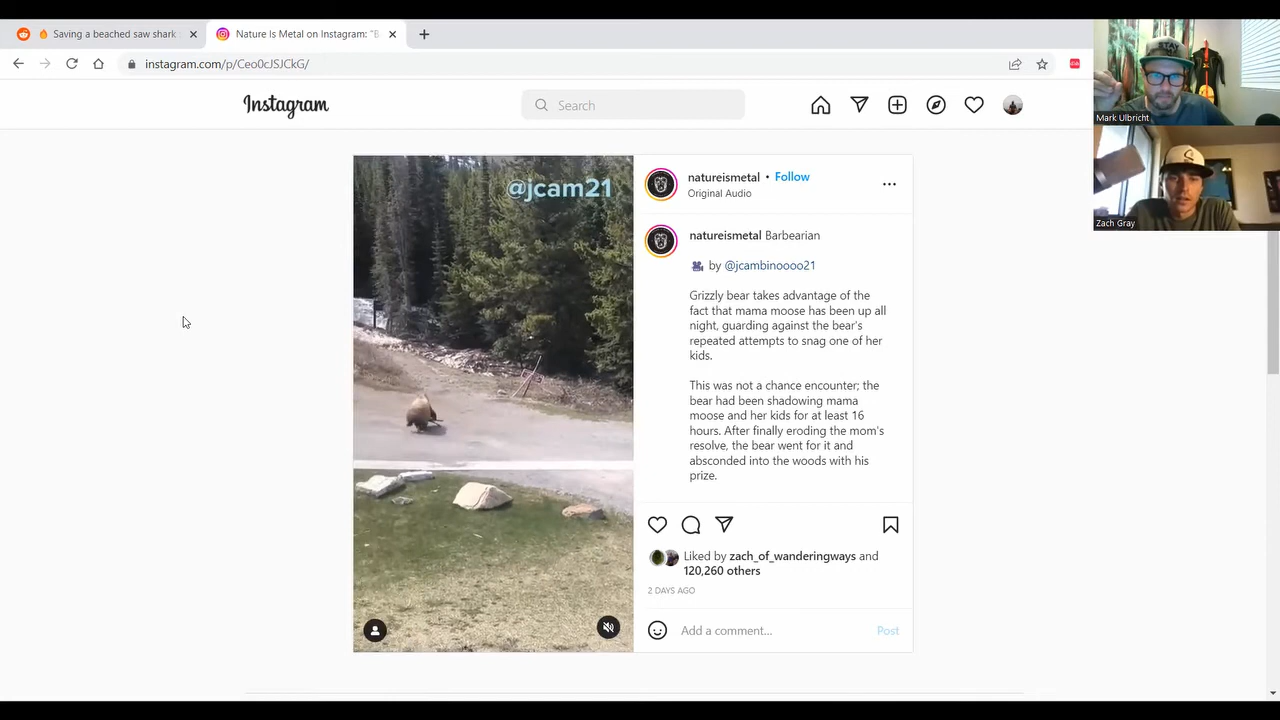 Saving a beached saw shark
Nature Is Metal on Instagram: "B
instagram.com/p/Ceo0cJSJCkG/
Mark Ulbricht
Zach Gray
Instagram
Search
@jcam21
natureismetal • Follow
Original Audio
natureismetal Barbearian
by @jcambinoooo21
Grizzly bear takes advantage of the
fact that mama moose has been up all
night, guarding against the bear's
repeated attempts to snag one of her
kids.
This was not a chance encounter; the
bear had been shadowing mama
moose and her kids for at least 16
hours. After finally eroding the mom's
resolve, the bear went for it and
absconded into the woods with his
prize.
Liked by zach_of_wanderingways and
120,260 others
2 DAYS AGO
Add a comment...
Post